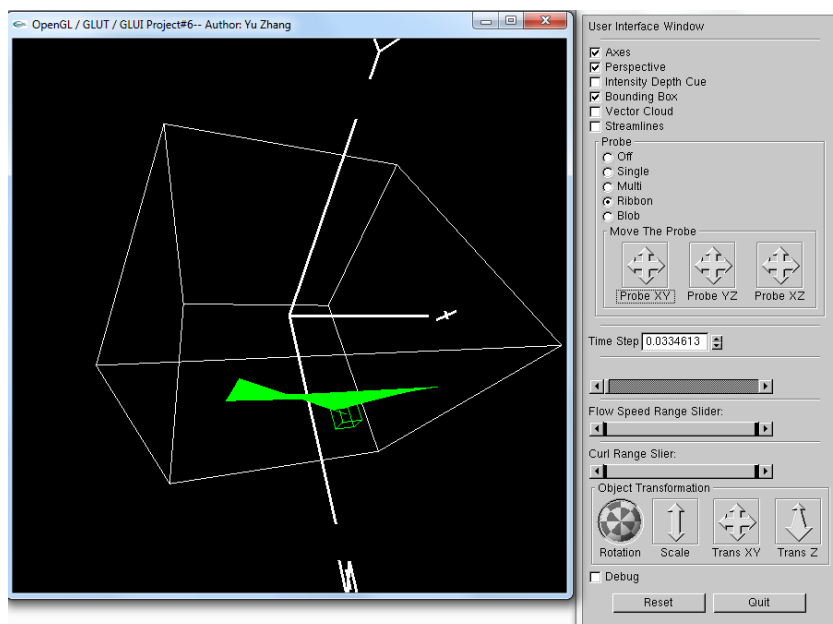 OpenGL / GLUT / GLUI Project#6-- Author: Yu Zhang
Y
X
User Interface Window
Axes
Perspective
Intensity Depth Cue
Bounding Box
Vector Cloud
Streamlines
Probe
Off
Single
Multi
Ribbon
Blob
Move The Probe
Probe XY
Probe YZ
Probe XZ
Time Step 0.0334613
Flow Speed Range Slider:
Curl Range Slier:
Object Transformation
Rotation
Scale
Trans XY
Trans Z
Debug
Reset
Quit